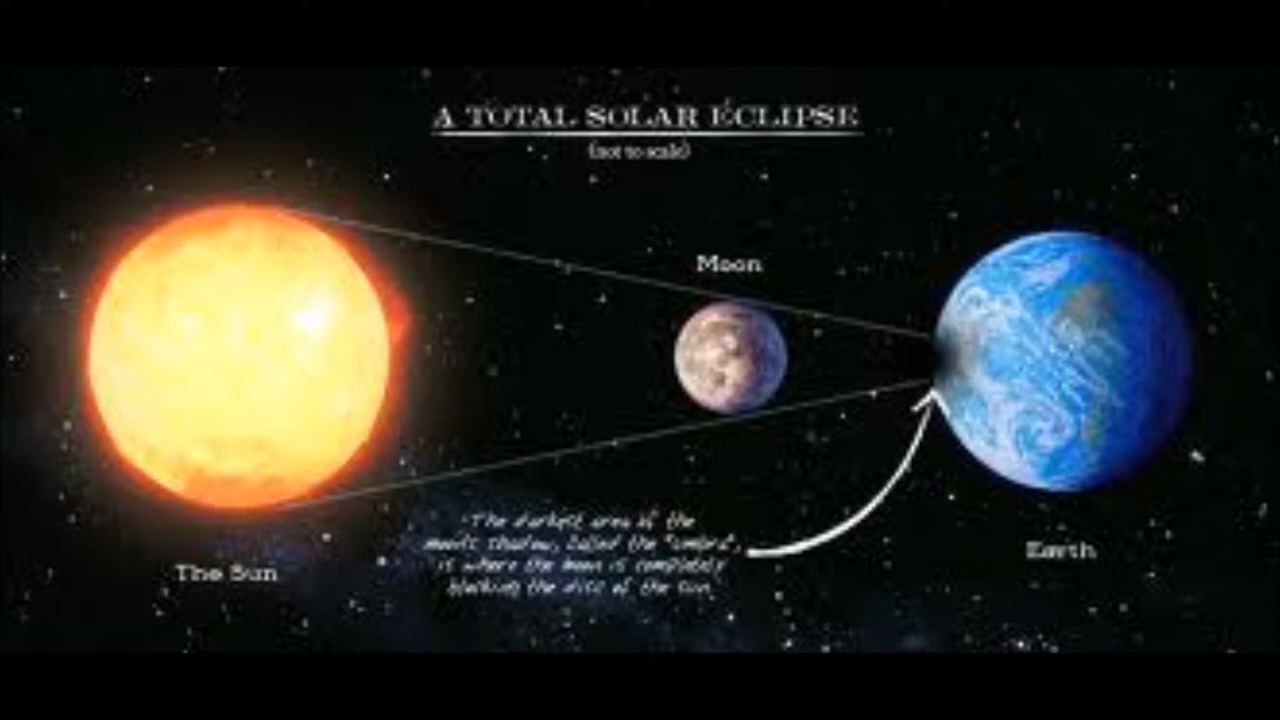 A TOTAL SOLAR ECLIPSE
(not to scale)
Moon
The darkest area of the
moon's shadow, called the "umbra",
is where the moon is completely
blocking the disc of the sun.
Earth
The Sun